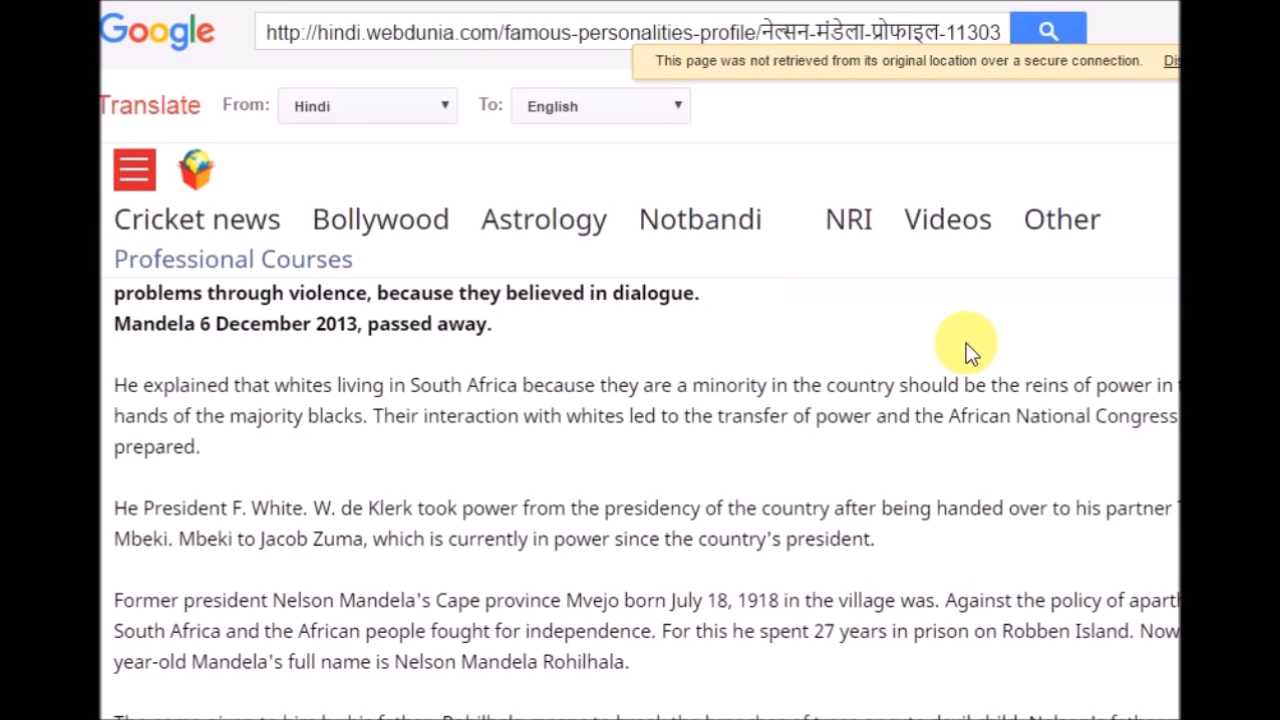 Google
http://hindi.webdunia.com/famous-personalities-profile/नेल्सन-मंडेला-प्रोफाइल-11303
This page was not retrieved from its original location over a secure connection.
Translate From: Hindi To: English
Cricket news Bollywood Astrology Notbandi NRI Videos Other
Professional Courses
problems through violence, because they believed in dialogue.
Mandela 6 December 2013, passed away.
He explained that whites living in South Africa because they are a minority in the country should be the reins of power in
hands of the majority blacks. Their interaction with whites led to the transfer of power and the African National Congress
prepared.
He President F. White. W. de Klerk took power from the presidency of the country after being handed over to his partner
Mbeki. Mbeki to Jacob Zuma, which is currently in power since the country's president.
Former president Nelson Mandela's Cape province Mvejo born July 18, 1918 in the village was. Against the policy of
South Africa and the African people fought for independence. For this he spent 27 years in prison on Robben Island. Now
year-old Mandela's full name is Nelson Mandela Rohilhala.